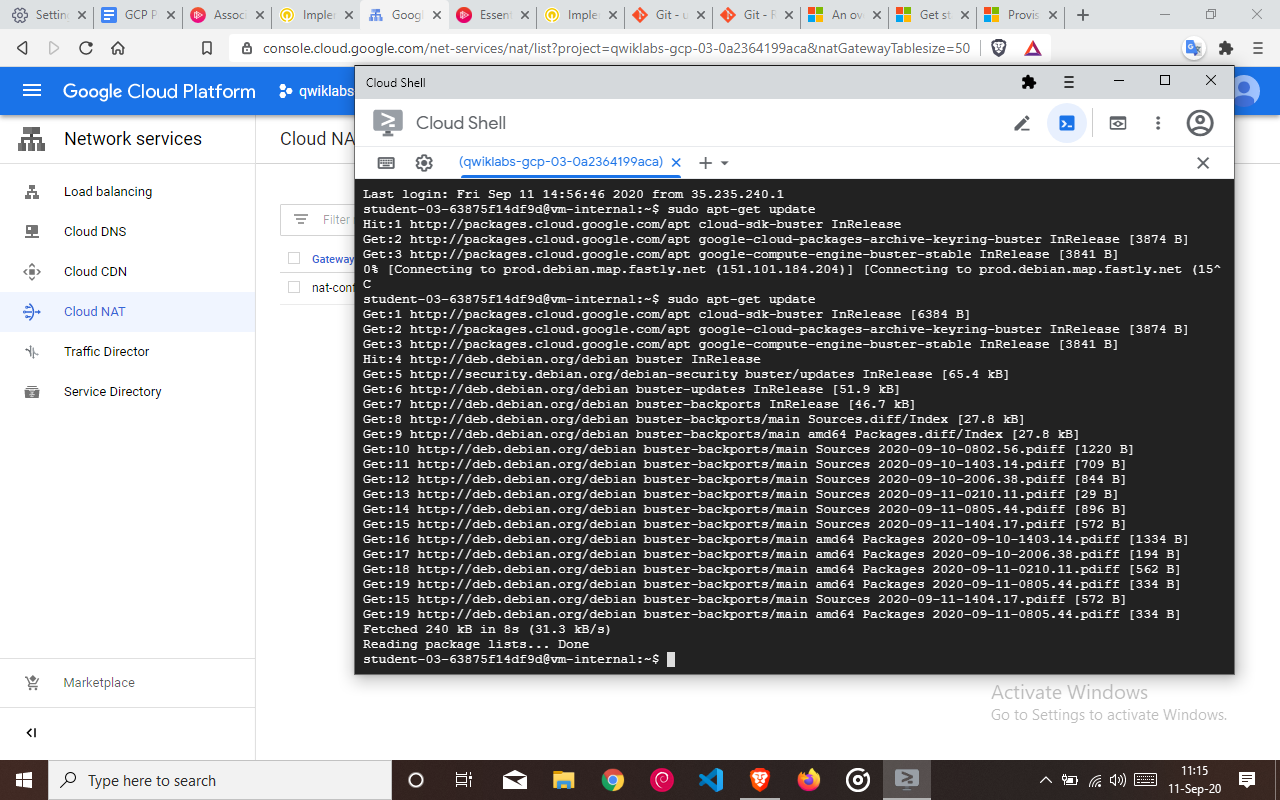 Setting
GCP P
Assoc
Implem
Google
Essent
Implem
Git - u
Git - R
An ov
Get st
Provis
console.cloud.google.com/net-services/nat/list?project=qwiklabs-gcp-03-0a2364199aca&natGatewayTablesize=50
Google Cloud Platform
qwiklabs
Network services
Load balancing
Cloud DNS
Cloud CDN
Cloud NAT
Traffic Director
Service Directory
Marketplace
Cloud NA
Filter
Gateway
nat-conf
Cloud Shell
Cloud Shell
(qwiklabs-gcp-03-0a2364199aca)
Last login: Fri Sep 11 14:56:46 2020 from 35.235.240.1
student-03-63875f14df9d@vm-internal:~$ sudo apt-get update
Hit:1 http://packages.cloud.google.com/apt cloud-sdk-buster InRelease
Get:2 http://packages.cloud.google.com/apt google-cloud-packages-archive-keyring-buster InRelease [3874 B]
Get:3 http://packages.cloud.google.com/apt google-compute-engine-buster-stable InRelease [3841 B]
0% [Connecting to prod.debian.map.fastly.net (151.101.184.204)] [Connecting to prod.debian.map.fastly.net (15^
C
student-03-63875f14df9d@vm-internal:~$ sudo apt-get update
Get:1 http://packages.cloud.google.com/apt cloud-sdk-buster InRelease [6384 B]
Get:2 http://packages.cloud.google.com/apt google-cloud-packages-archive-keyring-buster InRelease [3874 B]
Get:3 http://packages.cloud.google.com/apt google-compute-engine-buster-stable InRelease [3841 B]
Hit:4 http://deb.debian.org/debian buster InRelease
Get:5 http://security.debian.org/debian-security buster/updates InRelease [65.4 kB]
Get:6 http://deb.debian.org/debian buster-updates InRelease [51.9 kB]
Get:7 http://deb.debian.org/debian buster-backports InRelease [46.7 kB]
Get:8 http://deb.debian.org/debian buster-backports/main Sources.diff/Index [27.8 kB]
Get:9 http://deb.debian.org/debian buster-backports/main amd64 Packages.diff/Index [27.8 kB]
Get:10 http://deb.debian.org/debian buster-backports/main Sources 2020-09-10-0802.56.pdiff [1220 B]
Get:11 http://deb.debian.org/debian buster-backports/main Sources 2020-09-10-1403.14.pdiff [709 B]
Get:12 http://deb.debian.org/debian buster-backports/main Sources 2020-09-10-2006.38.pdiff [844 B]
Get:13 http://deb.debian.org/debian buster-backports/main Sources 2020-09-11-0210.11.pdiff [29 B]
Get:14 http://deb.debian.org/debian buster-backports/main Sources 2020-09-11-0805.44.pdiff [896 B]
Get:15 http://deb.debian.org/debian buster-backports/main Sources 2020-09-11-1404.17.pdiff [572 B]
Get:16 http://deb.debian.org/debian buster-backports/main amd64 Packages 2020-09-10-1403.14.pdiff [1334 B]
Get:17 http://deb.debian.org/debian buster-backports/main amd64 Packages 2020-09-10-2006.38.pdiff [194 B]
Get:18 http://deb.debian.org/debian buster-backports/main amd64 Packages 2020-09-11-0210.11.pdiff [562 B]
Get:19 http://deb.debian.org/debian buster-backports/main amd64 Packages 2020-09-11-0805.44.pdiff [334 B]
Get:15 http://deb.debian.org/debian buster-backports/main Sources 2020-09-11-1404.17.pdiff [572 B]
Get:19 http://deb.debian.org/debian buster-backports/main amd64 Packages 2020-09-11-0805.44.pdiff [334 B]
Fetched 240 kB in 8s (31.3 kB/s)
Reading package lists... Done
student-03-63875f14df9d@vm-internal:~$
Activate Windows
Go to Settings to activate Windows.
Type here to search
11:15
11-Sep-20